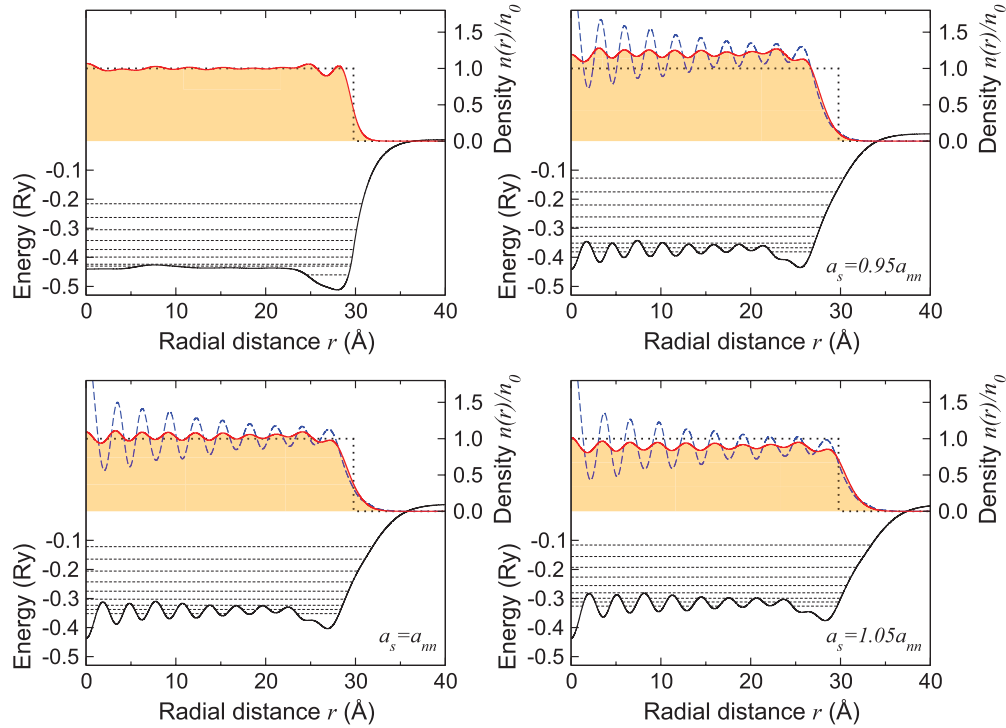 1.5
1.0
0.5
0.0
Density n(r)/n₀
-0.1
-0.2
-0.3
-0.4
-0.5
Energy (Ry)
0 10 20 30 40
Radial distance r (Å)
1.5
1.0
0.5
0.0
Density n(r)/n₀
-0.1
-0.2
-0.3
-0.4
-0.5
Energy (Ry)
aₛ=0.95aₙₙ
0 10 20 30 40
Radial distance r (Å)
1.5
1.0
0.5
0.0
Density n(r)/n₀
-0.1
-0.2
-0.3
-0.4
-0.5
Energy (Ry)
aₛ=aₙₙ
0 10 20 30 40
Radial distance r (Å)
1.5
1.0
0.5
0.0
Density n(r)/n₀
-0.1
-0.2
-0.3
-0.4
-0.5
Energy (Ry)
aₛ=1.05aₙₙ
0 10 20 30 40
Radial distance r (Å)